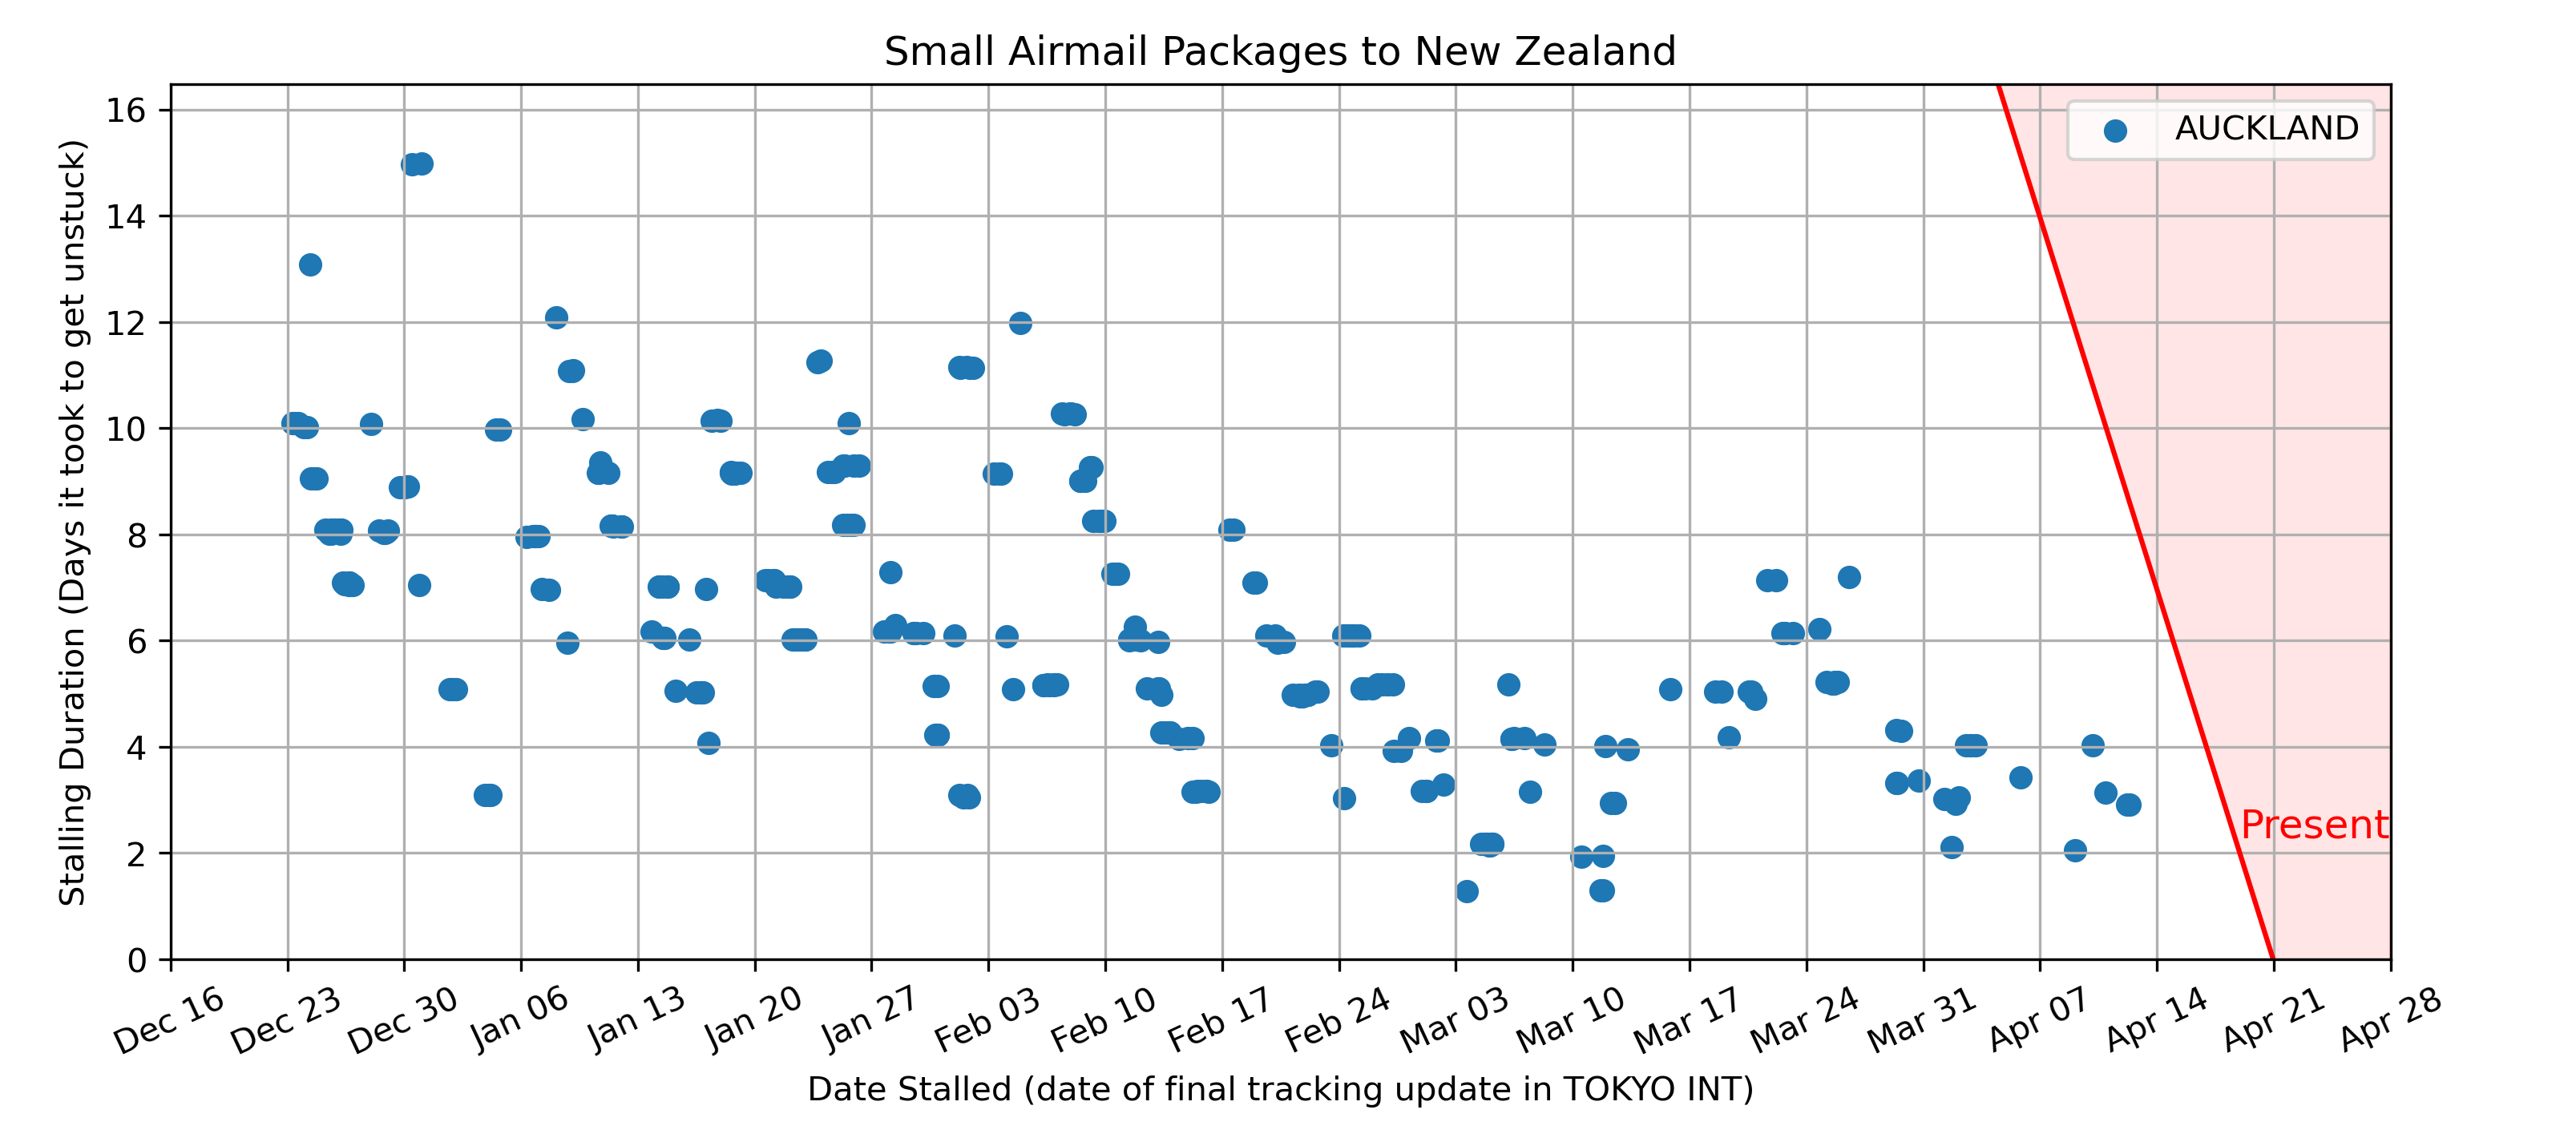 Small Airmail Packages to New Zealand
Stalling Duration (Days it took to get unstuck)
16
14
12
10
8
6
4
2
0
AUCKLAND
Present
Dec 16
Dec 23
Dec 30
Jan 06
Jan 13
Jan 20
Jan 27
Feb 03
Feb 10
Feb 17
Feb 24
Mar 03
Mar 10
Mar 17
Mar 24
Mar 31
Apr 07
Apr 14
Apr 21
Apr 28
Date Stalled (date of final tracking update in TOKYO INT)